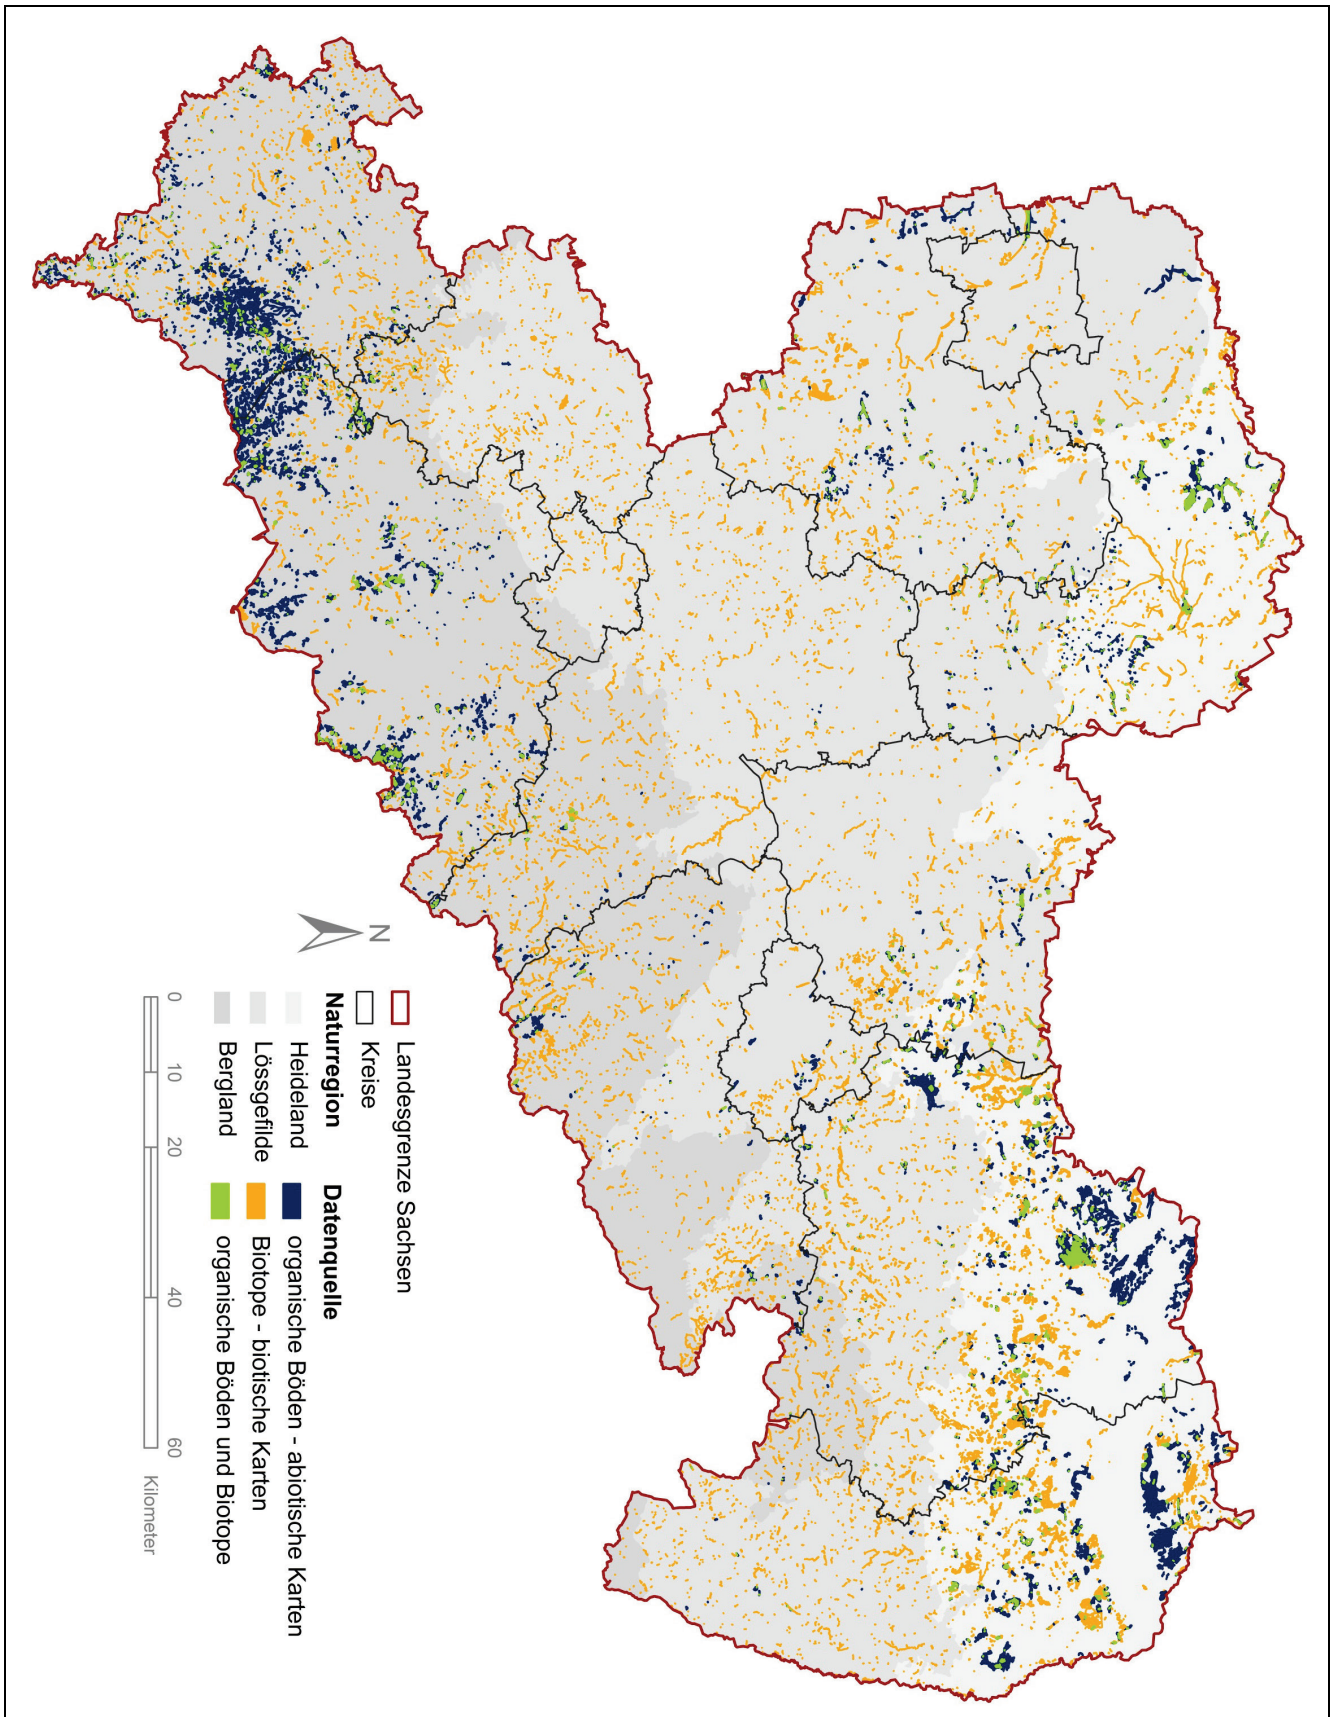 N
Landesgrenze Sachsen
Kreise
Naturregion
Heideland
Lössgefilde
Bergland
Datenquelle
organische Böden - abiotische Karten
Biotope - biotische Karten
organische Böden und Biotope
0 10 20 40 60
Kilometer